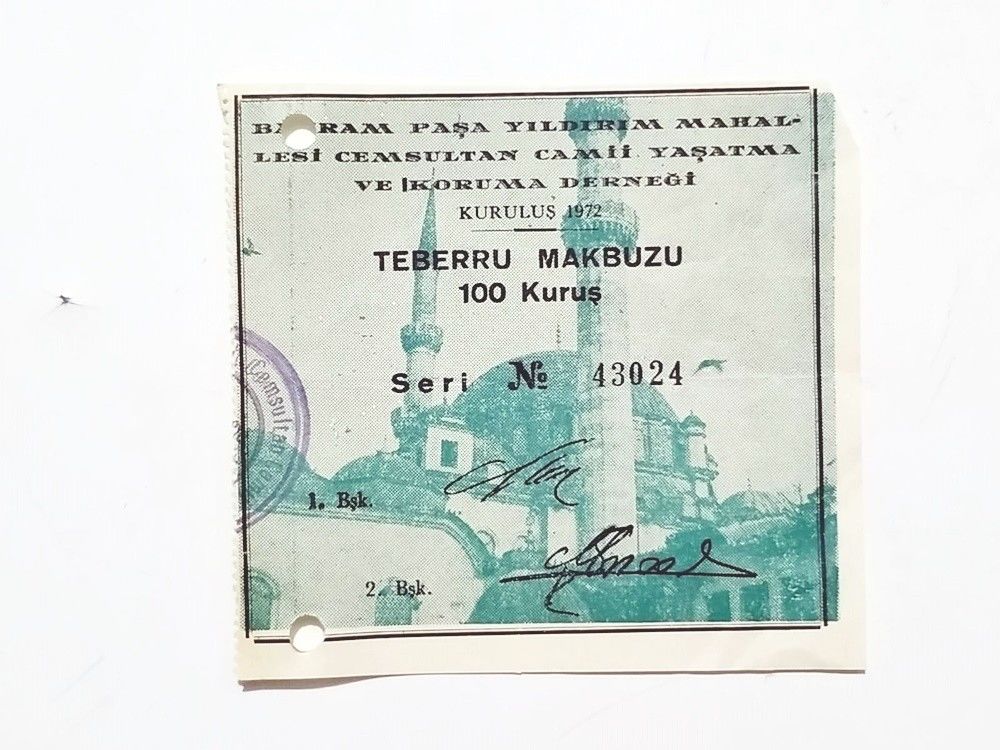 BAYRAM PAŞA YILDIRIM MAHAL-
LESİ CEMSULTAN CAMİİ YAŞATMA
VE KORUMA DERNEĞİ
KURULUŞ 1972
TEBERRU MAKBUZU
100 Kuruş
Seri № 43024
Cemsultan
1. Bşk.
2. Bşk.